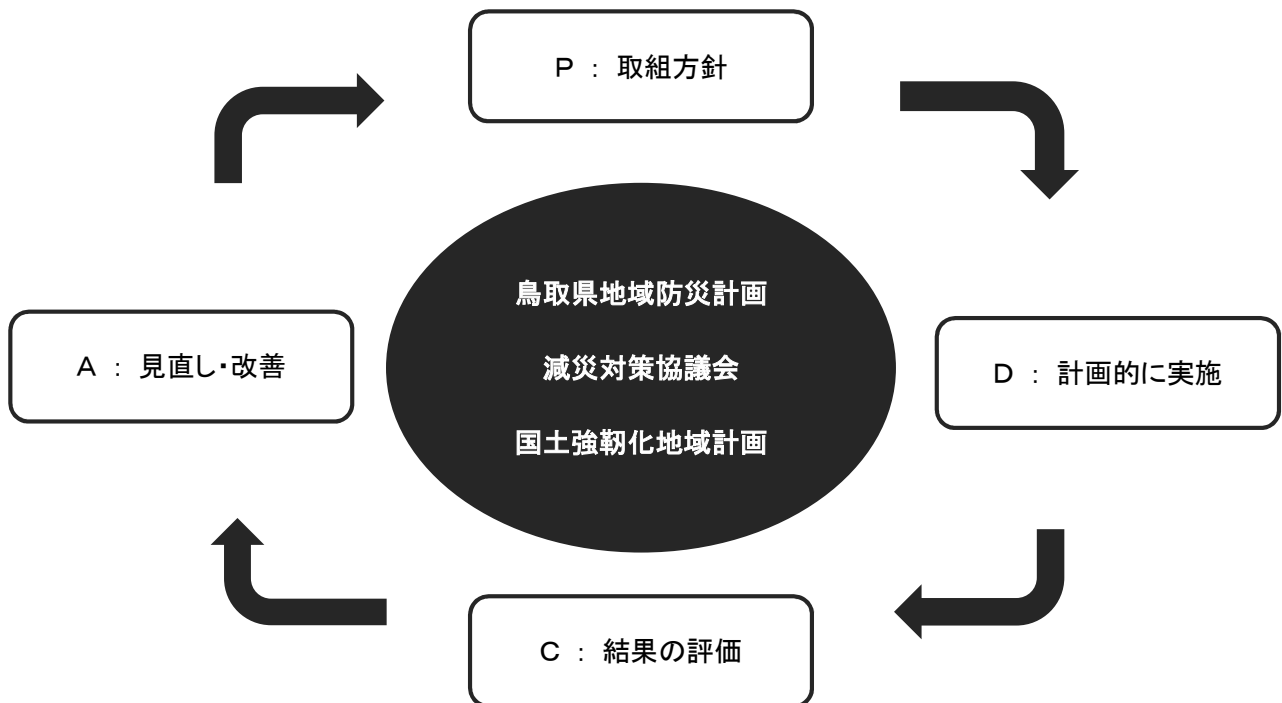 P : 取組方針
鳥取県地域防災計画
減災対策協議会
国土強靭化地域計画
A : 見直し・改善
D : 計画的に実施
C : 結果の評価